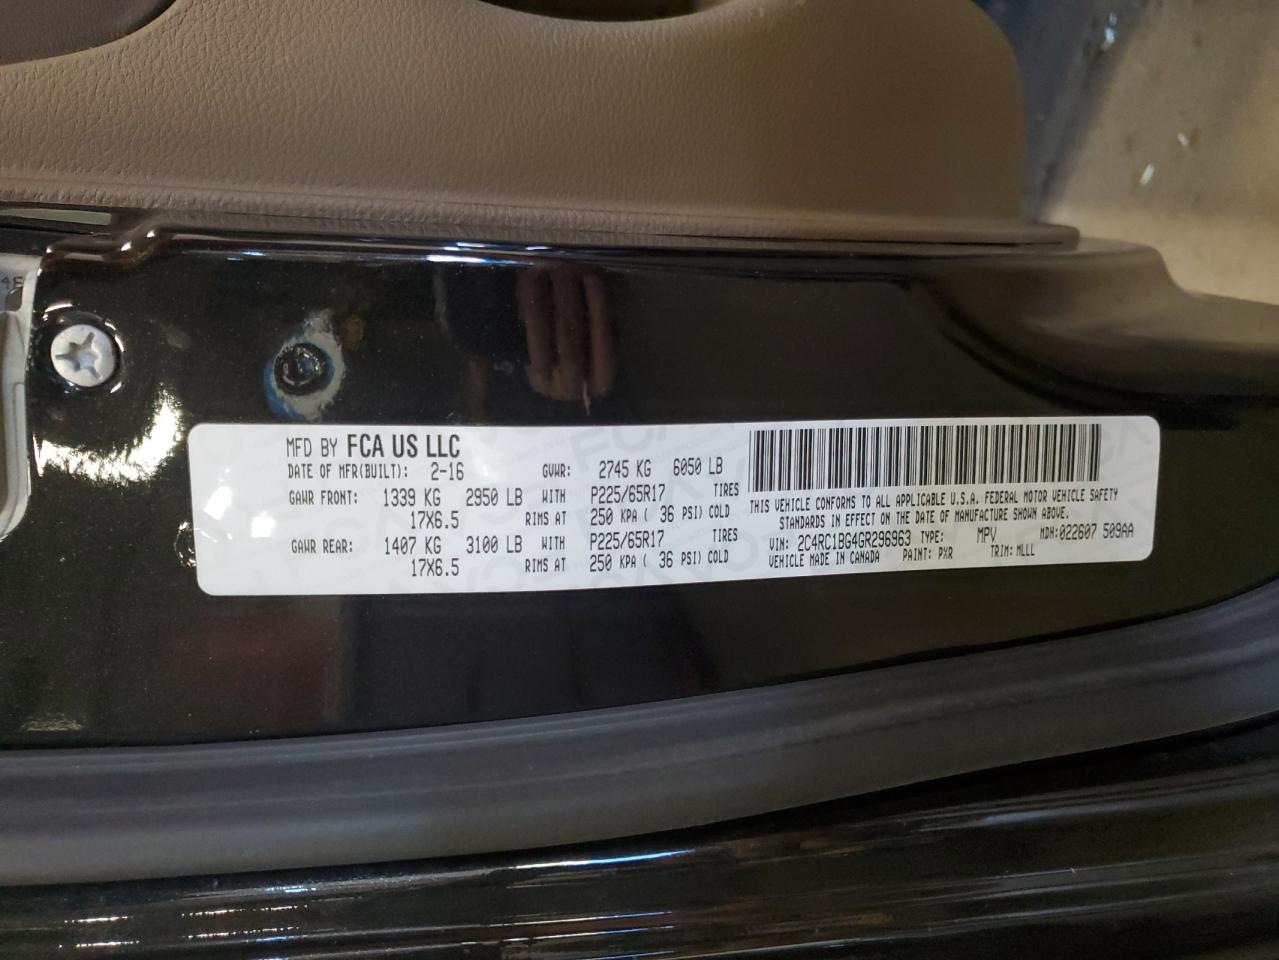 MFD BY FCA US LLC
DATE OF MFR(BUILT): 2-16 GVWR: 2745 KG 6050 LB
GAWR FRONT: 1339 KG 2950 LB WITH P225/65R17 TIRES
17X6.5 RIMS AT 250 KPA ( 36 PSI) COLD
GAWR REAR: 1407 KG 3100 LB WITH P225/65R17 TIRES
17X6.5 RIMS AT 250 KPA ( 36 PSI) COLD
THIS VEHICLE CONFORMS TO ALL APPLICABLE U.S.A. FEDERAL MOTOR VEHICLE SAFETY
STANDARDS IN EFFECT ON THE DATE OF MANUFACTURE SHOWN ABOVE.
VIN: 2C4RC1BG4GR296963 TYPE: MPV MDH:022607 509AA
VEHICLE MADE IN CANADA PAINT: PXR TRIM: MLLL